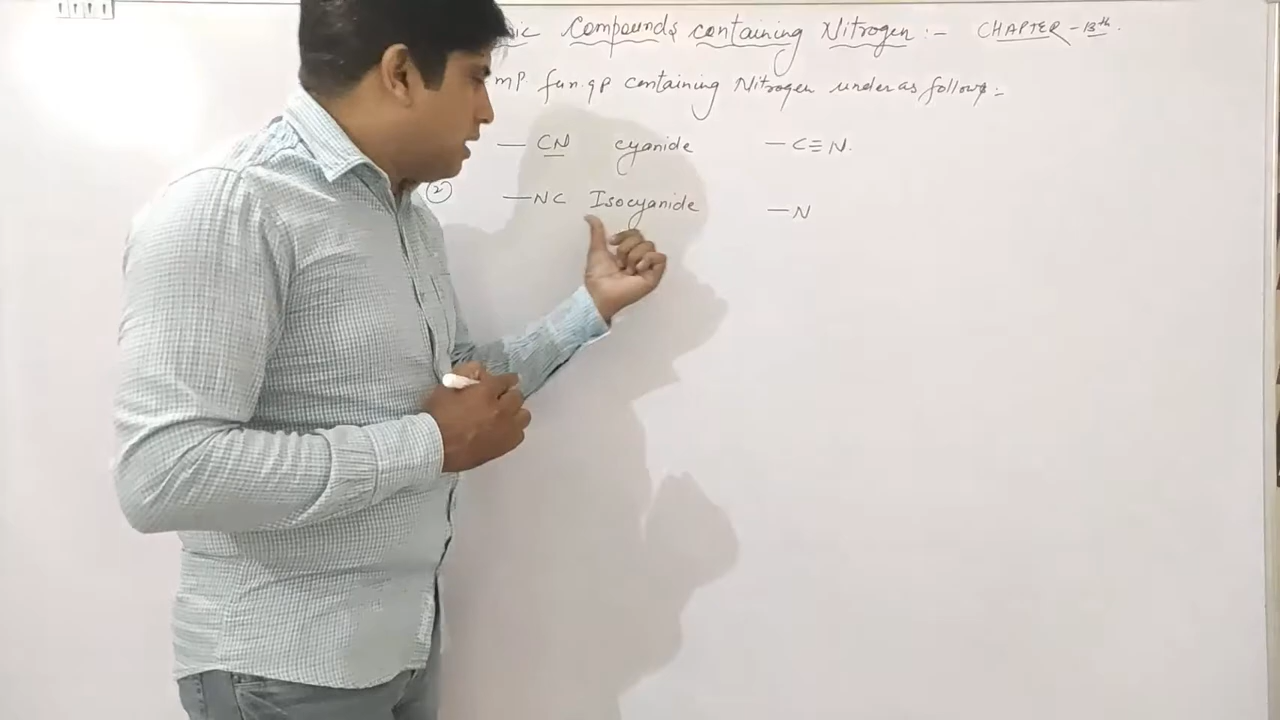 Compounds containing Nitrogen :- CHAPTER - 13th.
fun. gp containing Nitrogen under as follows :-
— CN cyanide — C≡N.
② — NC Isocyanide — N